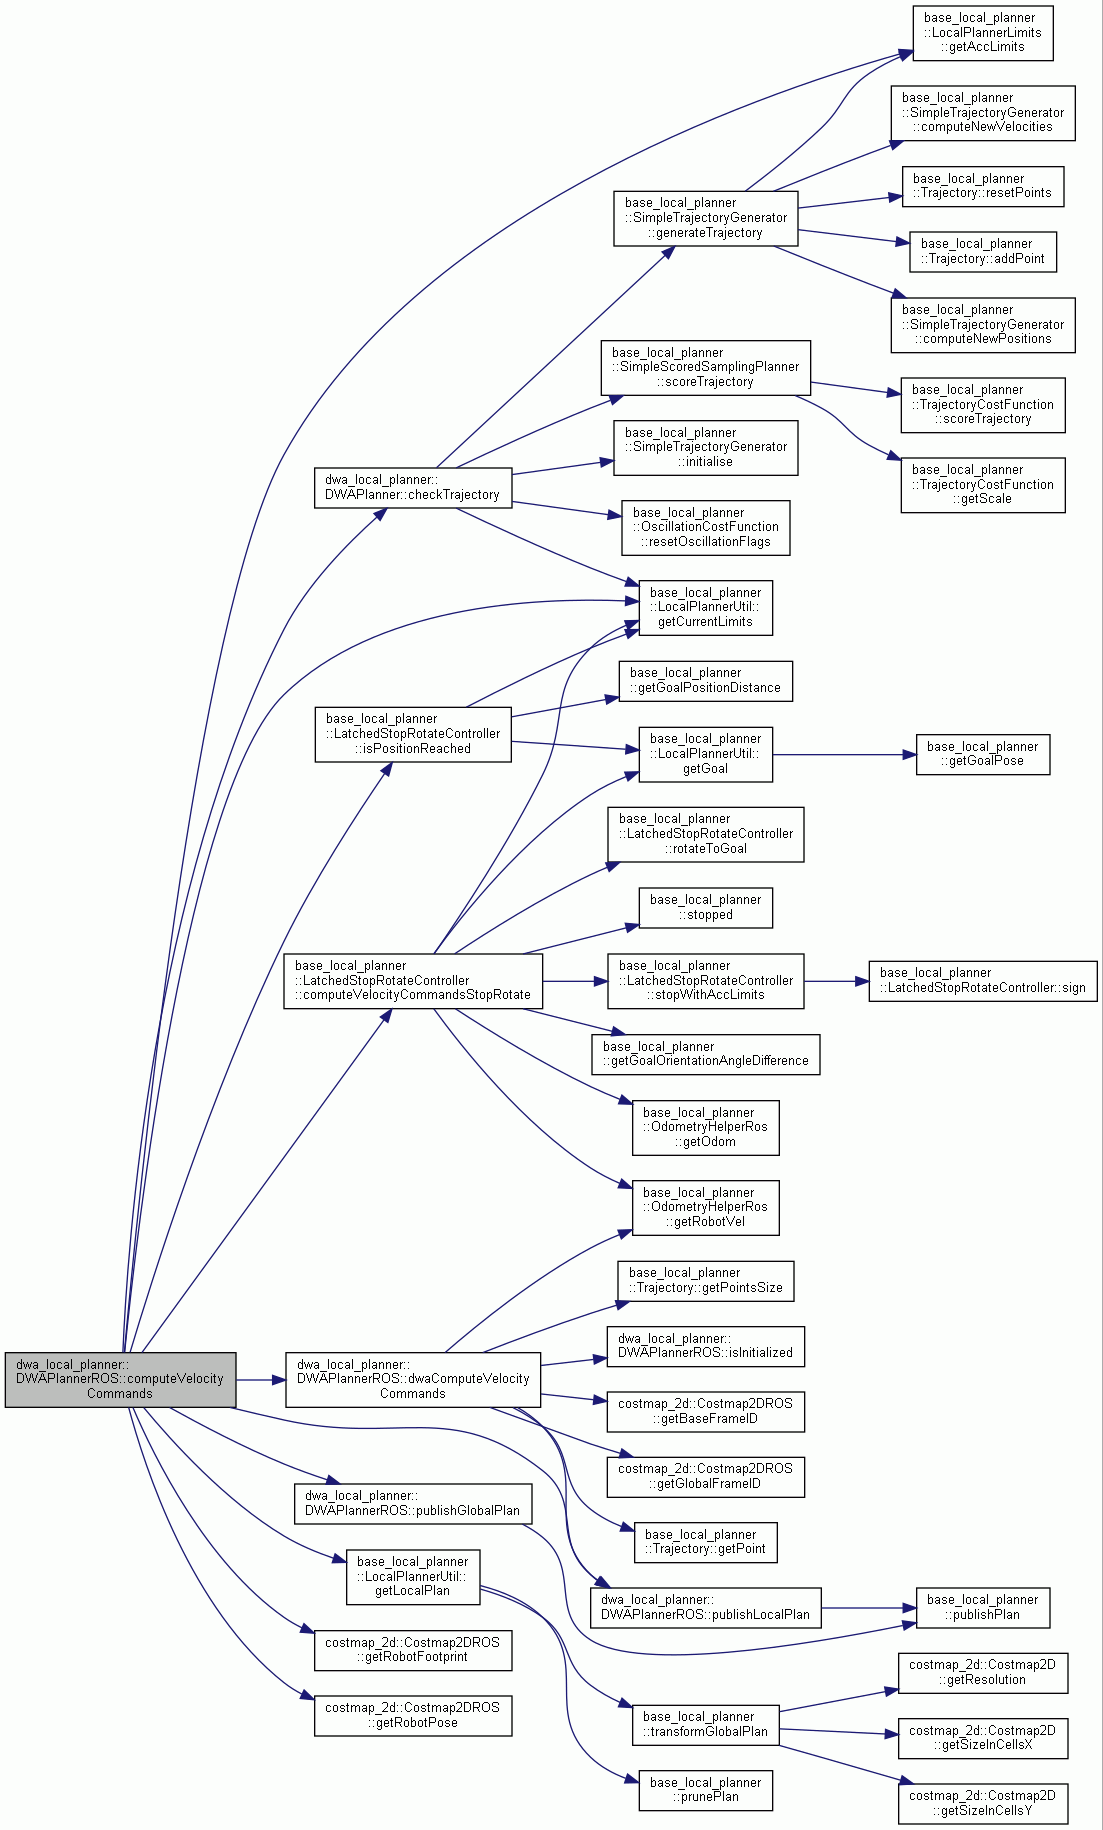 base_local_planner
::LocalPlannerLimits
::getAccLimits
base_local_planner
::SimpleTrajectoryGenerator
::computeNewVelocities
base_local_planner
::Trajectory::resetPoints
base_local_planner
::SimpleTrajectoryGenerator
::generateTrajectory
base_local_planner
::Trajectory::addPoint
base_local_planner
::SimpleTrajectoryGenerator
::computeNewPositions
base_local_planner
::SimpleScoredSamplingPlanner
::scoreTrajectory
base_local_planner
::TrajectoryCostFunction
::scoreTrajectory
base_local_planner
::SimpleTrajectoryGenerator
::initialise
base_local_planner
::TrajectoryCostFunction
::getScale
dwa_local_planner::
DWAPlanner::checkTrajectory
base_local_planner
::OscillationCostFunction
::resetOscillationFlags
base_local_planner
::LocalPlannerUtil::
getCurrentLimits
base_local_planner
::getGoalPositionDistance
base_local_planner
::LatchedStopRotateController
::isPositionReached
base_local_planner
::LocalPlannerUtil::
getGoal
base_local_planner
::getGoalPose
base_local_planner
::LatchedStopRotateController
::rotateToGoal
base_local_planner
::stopped
base_local_planner
::LatchedStopRotateController
::computeVelocityCommandsStopRotate
base_local_planner
::LatchedStopRotateController
::stopWithAccLimits
base_local_planner
::LatchedStopRotateController::sign
base_local_planner
::getGoalOrientationAngleDifference
base_local_planner
::OdometryHelperRos
::getOdom
base_local_planner
::OdometryHelperRos
::getRobotVel
base_local_planner
::Trajectory::getPointsSize
dwa_local_planner::
DWAPlannerROS::isInitialized
dwa_local_planner::
DWAPlannerROS::computeVelocity
Commands
dwa_local_planner::
DWAPlannerROS::dwaComputeVelocity
Commands
costmap_2d::Costmap2DROS
::getBaseFrameID
costmap_2d::Costmap2DROS
::getGlobalFrameID
dwa_local_planner::
DWAPlannerROS::publishGlobalPlan
base_local_planner
::Trajectory::getPoint
base_local_planner
::LocalPlannerUtil::
getLocalPlan
dwa_local_planner::
DWAPlannerROS::publishLocalPlan
base_local_planner
::publishPlan
costmap_2d::Costmap2DROS
::getRobotFootprint
costmap_2d::Costmap2D
::getResolution
costmap_2d::Costmap2DROS
::getRobotPose
base_local_planner
::transformGlobalPlan
costmap_2d::Costmap2D
::getSizeInCellsX
base_local_planner
::prunePlan
costmap_2d::Costmap2D
::getSizeInCellsY